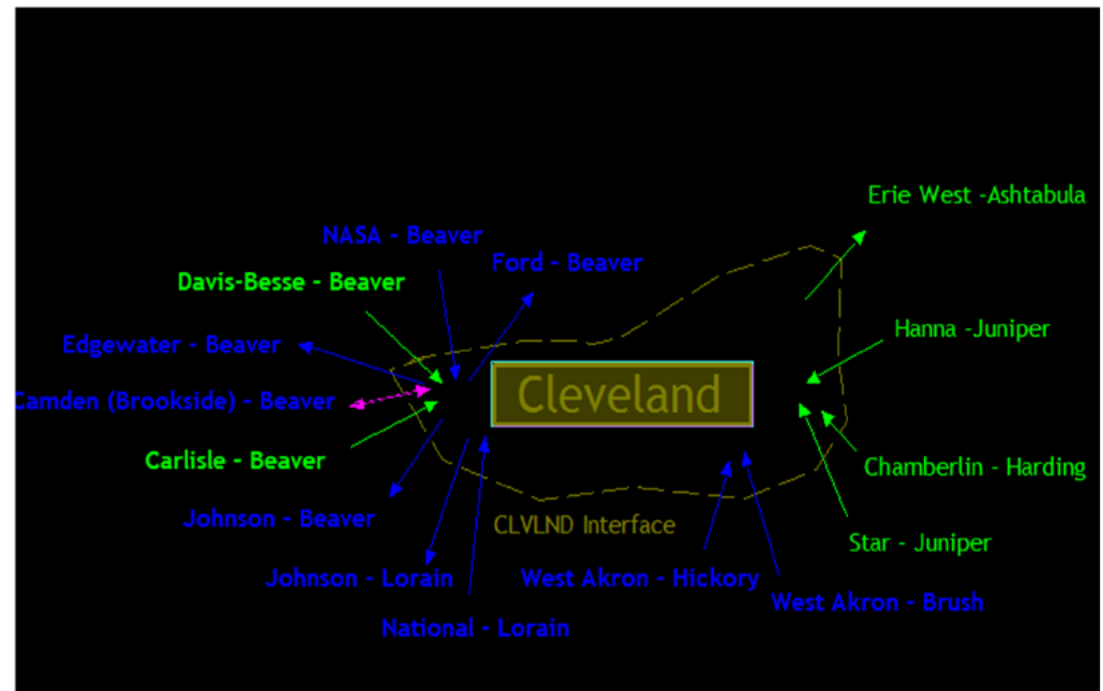 Erie West -Ashtabula
NASA - Beaver
Ford - Beaver
Davis-Besse - Beaver
Hanna -Juniper
Edgewater - Beaver
Cleveland
Camden (Brookside) - Beaver
Carlisle - Beaver
Chamberlin - Harding
Johnson - Beaver
CLVLND Interface
Star - Juniper
Johnson - Lorain
West Akron - Hickory
West Akron - Brush
National - Lorain